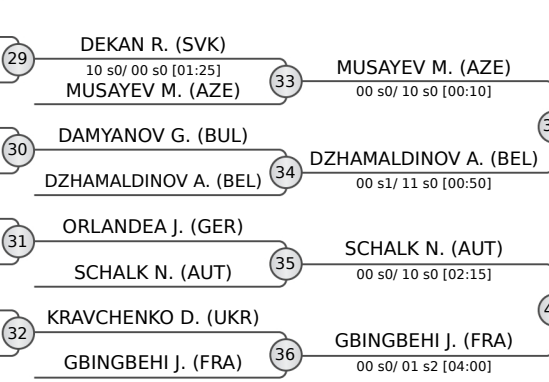 DEKAN R. (SVK)
29
10 s0/ 00 s0 [01:25]
MUSAYEV M. (AZE)
33
MUSAYEV M. (AZE)
00 s0/ 10 s0 [00:10]
DAMYANOV G. (BUL)
30
DZHAMALDINOV A. (BEL)
34
DZHAMALDINOV A. (BEL)
00 s1/ 11 s0 [00:50]
ORLANDEA J. (GER)
31
SCHALK N. (AUT)
35
SCHALK N. (AUT)
00 s0/ 10 s0 [02:15]
KRAVCHENKO D. (UKR)
32
GBINGBEHI J. (FRA)
36
GBINGBEHI J. (FRA)
00 s0/ 01 s2 [04:00]